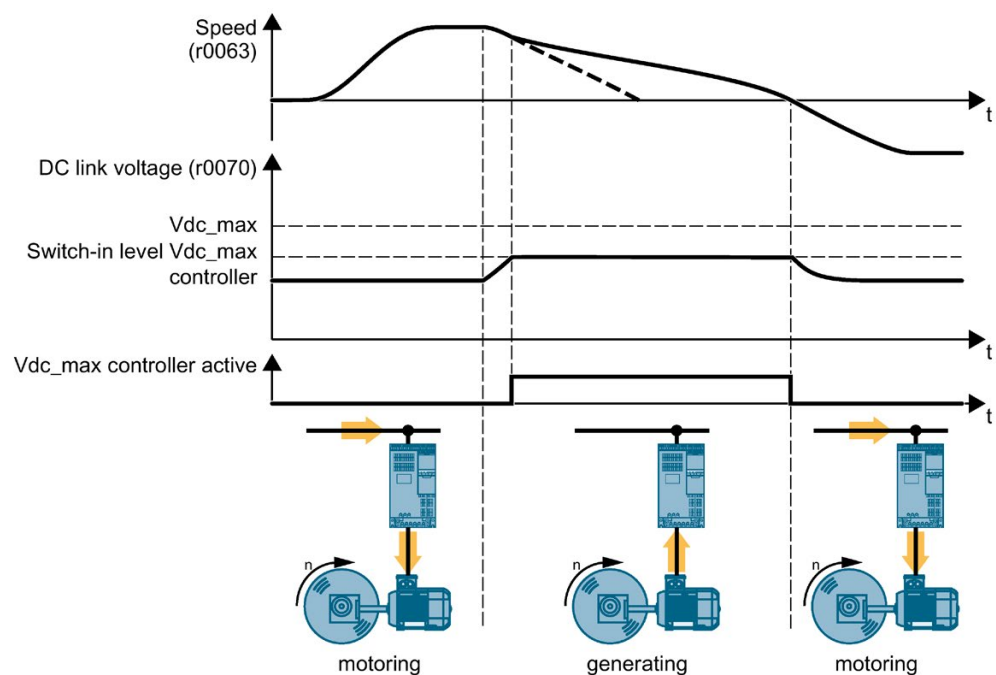 Speed
(r0063)
t
DC link voltage (r0070)
Vdc_max
Switch-in level Vdc_max
controller
t
Vdc_max controller active
t
n
n
n
motoring
generating
motoring